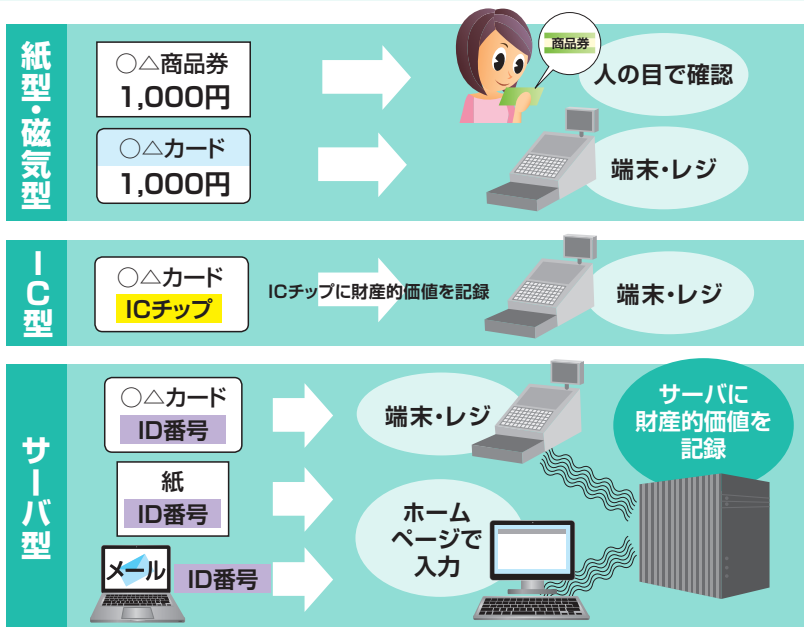 紙型・磁気型
○△商品券
1,000円
商品券
人の目で確認
○△カード
1,000円
端末・レジ
IC型
○△カード
ICチップ
ICチップに財産的価値を記録
端末・レジ
サーバ型
○△カード
ID番号
端末・レジ
サーバに
財産的価値を
記録
紙
ID番号
ホーム
ページで
入力
メール
ID番号